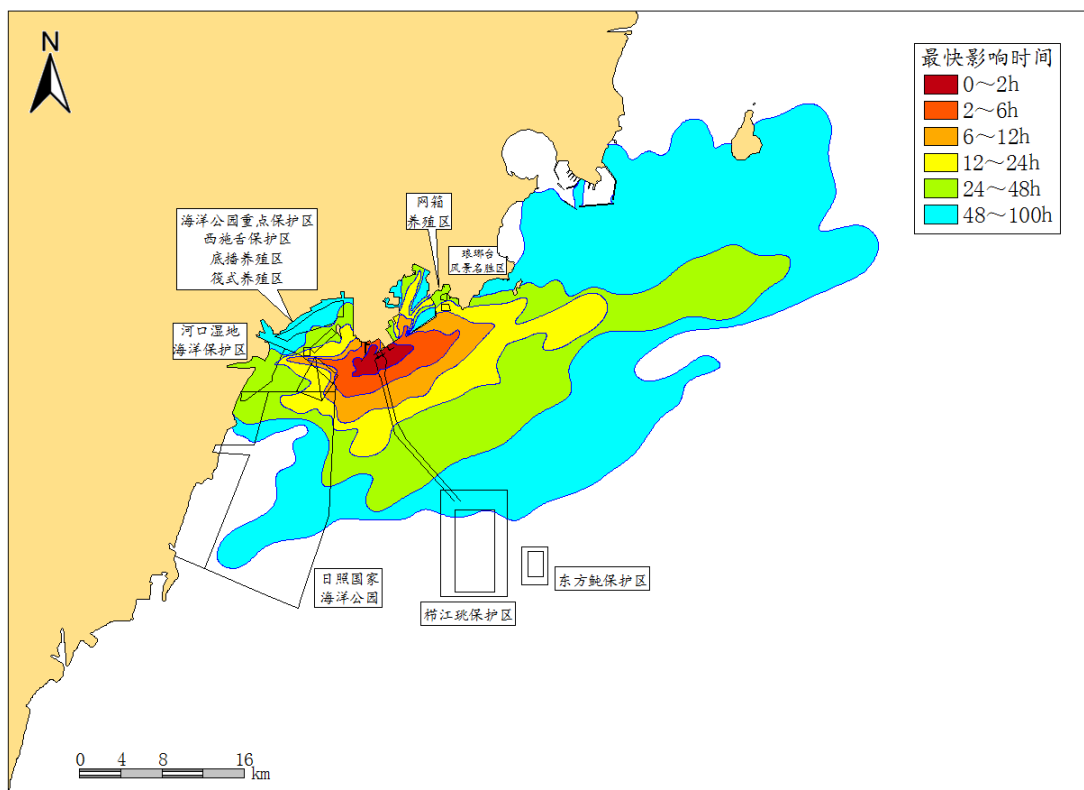 N
最快影响时间
0～2h
2～6h
6～12h
12～24h
24～48h
48～100h
网箱
养殖区
琅琊台
风景名胜区
海洋公园重点保护区
西施舌保护区
底播养殖区
筏式养殖区
河口湿地
海洋保护区
日照国家
海洋公园
栉江珧保护区
东方鲀保护区
0 4 8 16
km